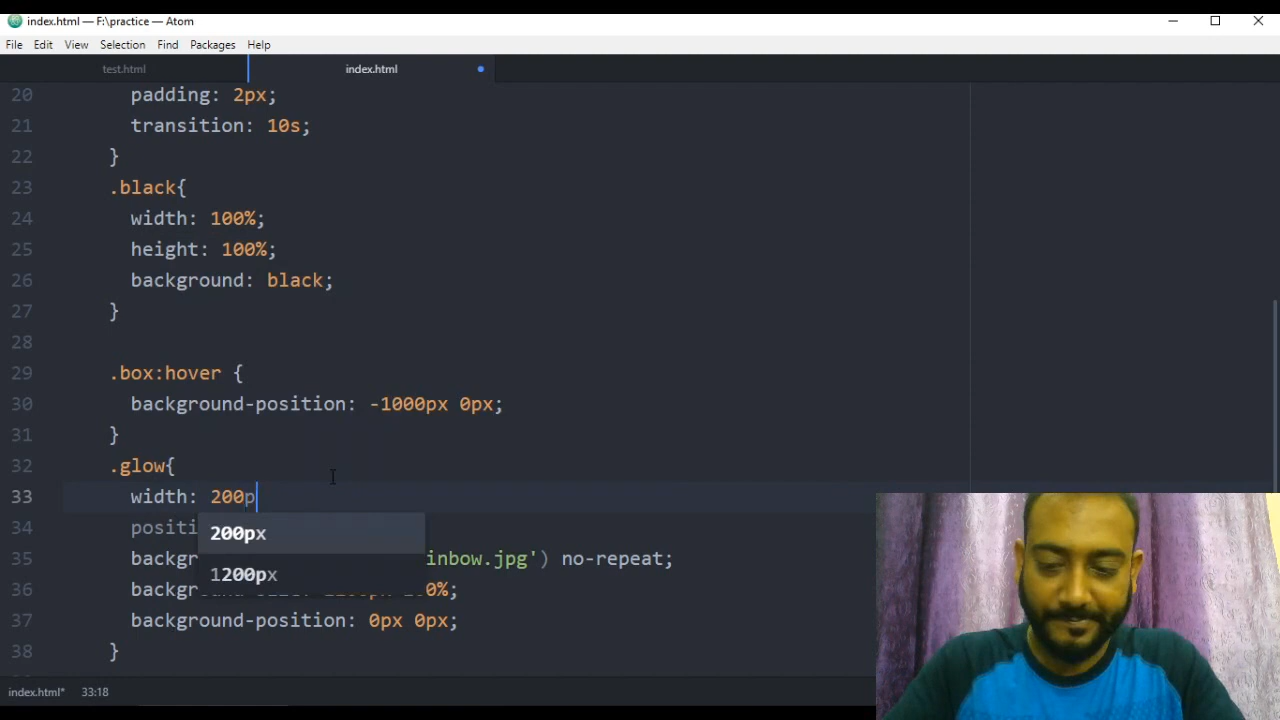 index.html — F:\practice — Atom
File Edit View Selection Find Packages Help
test.html index.html
20 padding: 2px;
21 transition: 10s;
22 }
23 .black{
24 width: 100%;
25 height: 100%;
26 background: black;
27 }
28
29 .box:hover {
30 background-position: -1000px 0px;
31 }
32 .glow{
33 width: 200p
200px
1200px
34 positi
35 backgr inbow.jpg') no-repeat;
36 backgr %;
37 background-position: 0px 0px;
38 }
index.html* 33:18